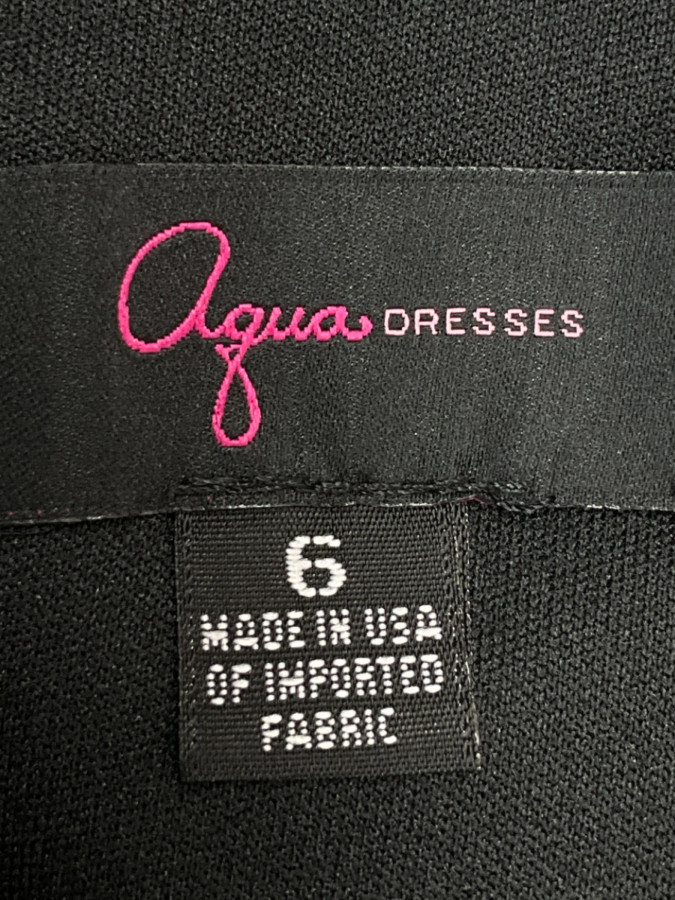 Aqua DRESSES
6
MADE IN USA
OF IMPORTED
FABRIC